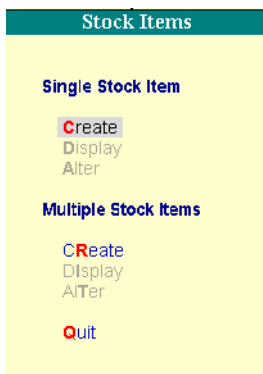 Stock Items
Single Stock Item
Create
Display
Alter
Multiple Stock Items
CReate
DIsplay
AlTer
Quit